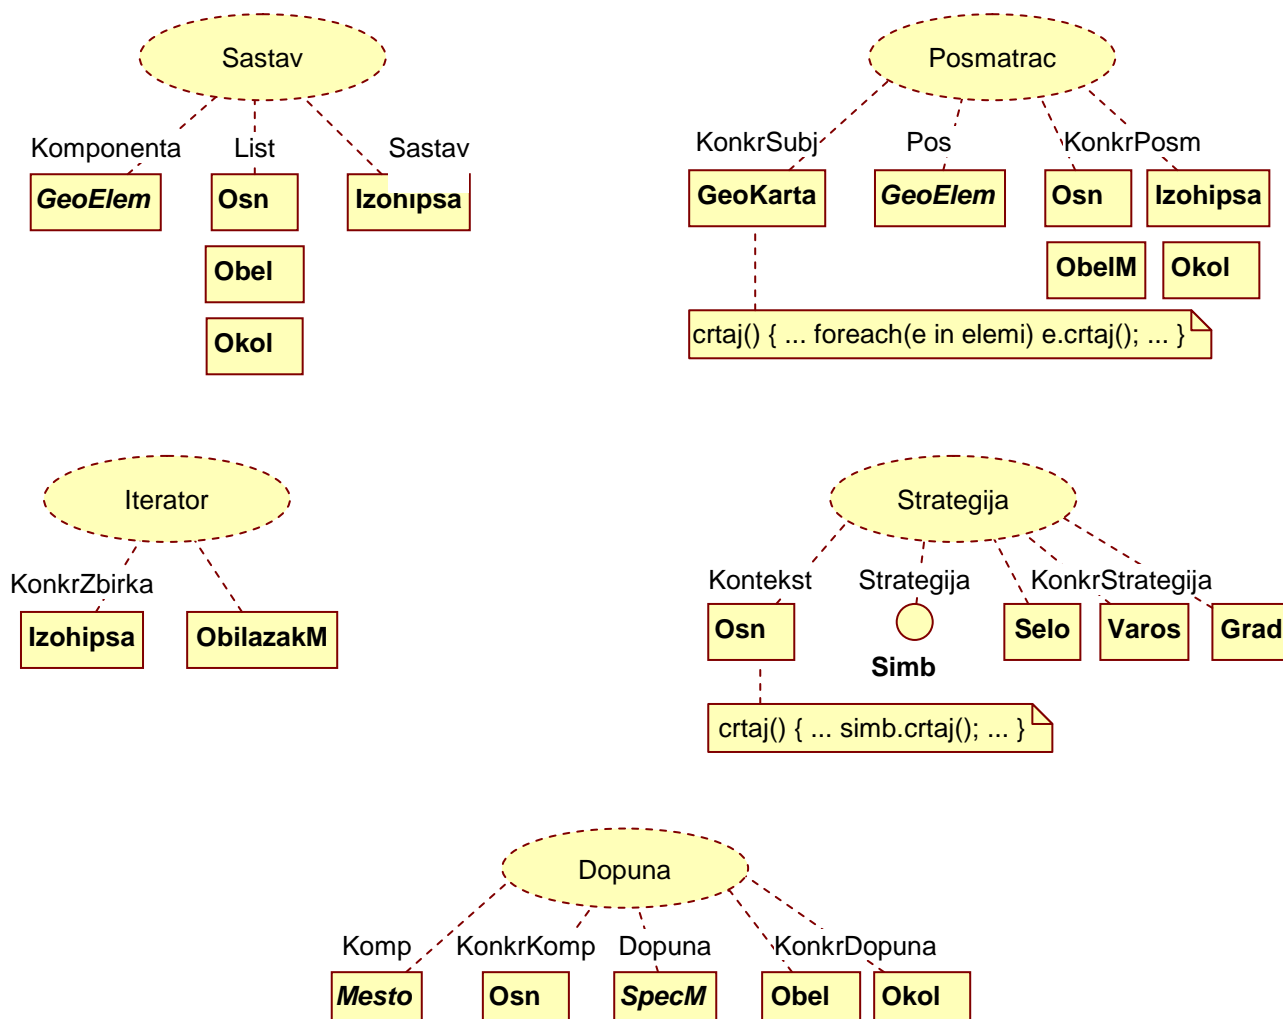 Sastav
Komponenta List Sastav
GeoElem Osn Izohipsa
Obel
Okol
Posmatrac
KonkrSubj Pos KonkrPosm
GeoKarta GeoElem Osn Izohipsa
ObelM Okol
crtaj() { ... foreach(e in elemi) e.crtaj(); ... }
Iterator
KonkrZbirka
Izohipsa ObilazakM
Strategija
Kontekst Strategija KonkrStrategija
Osn Simb Selo Varos Grad
crtaj() { ... simb.crtaj(); ... }
Dopuna
Komp KonkrKomp Dopuna KonkrDopuna
Mesto Osn SpecM Obel Okol